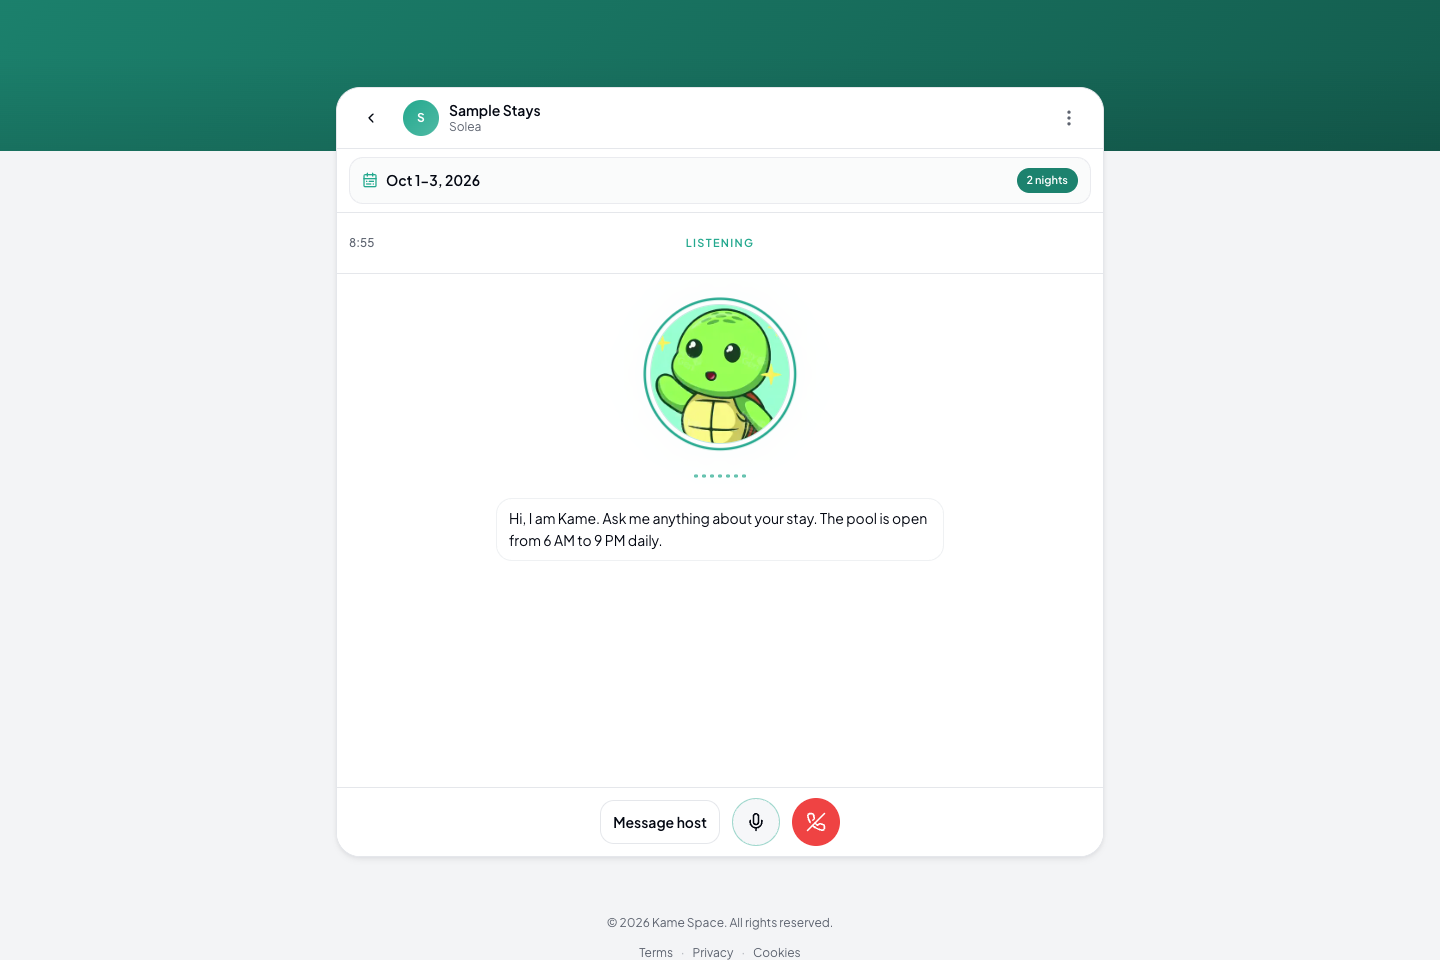 S
Sample Stays
Solea
Oct 1–3, 2026
2 nights
8:55
LISTENING
Hi, I am Kame. Ask me anything about your stay. The pool is open
from 6 AM to 9 PM daily.
Message host
© 2026 Kame Space. All rights reserved.
Terms · Privacy · Cookies